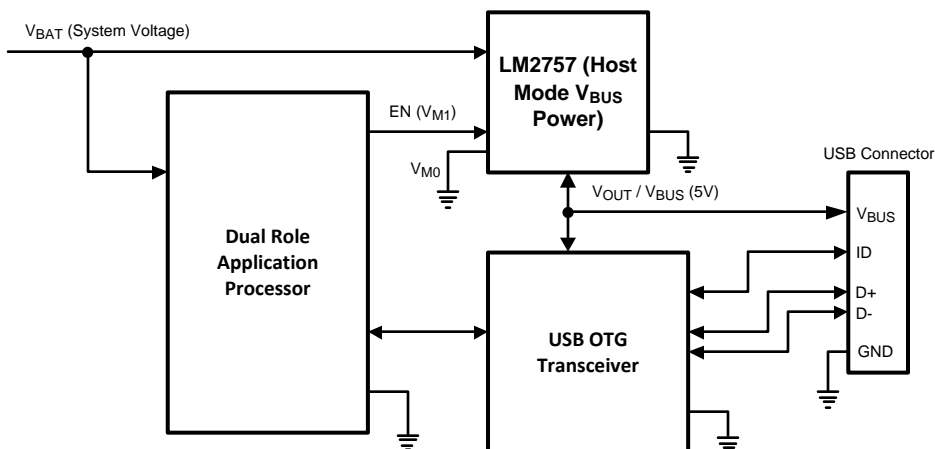 VBAT (System Voltage)
LM2757 (Host
Mode VBUS
Power)
EN (VM1)
VM0
USB Connector
VOUT / VBUS (5V)
VBUS
ID
D+
D-
GND
Dual Role
Application
Processor
USB OTG
Transceiver